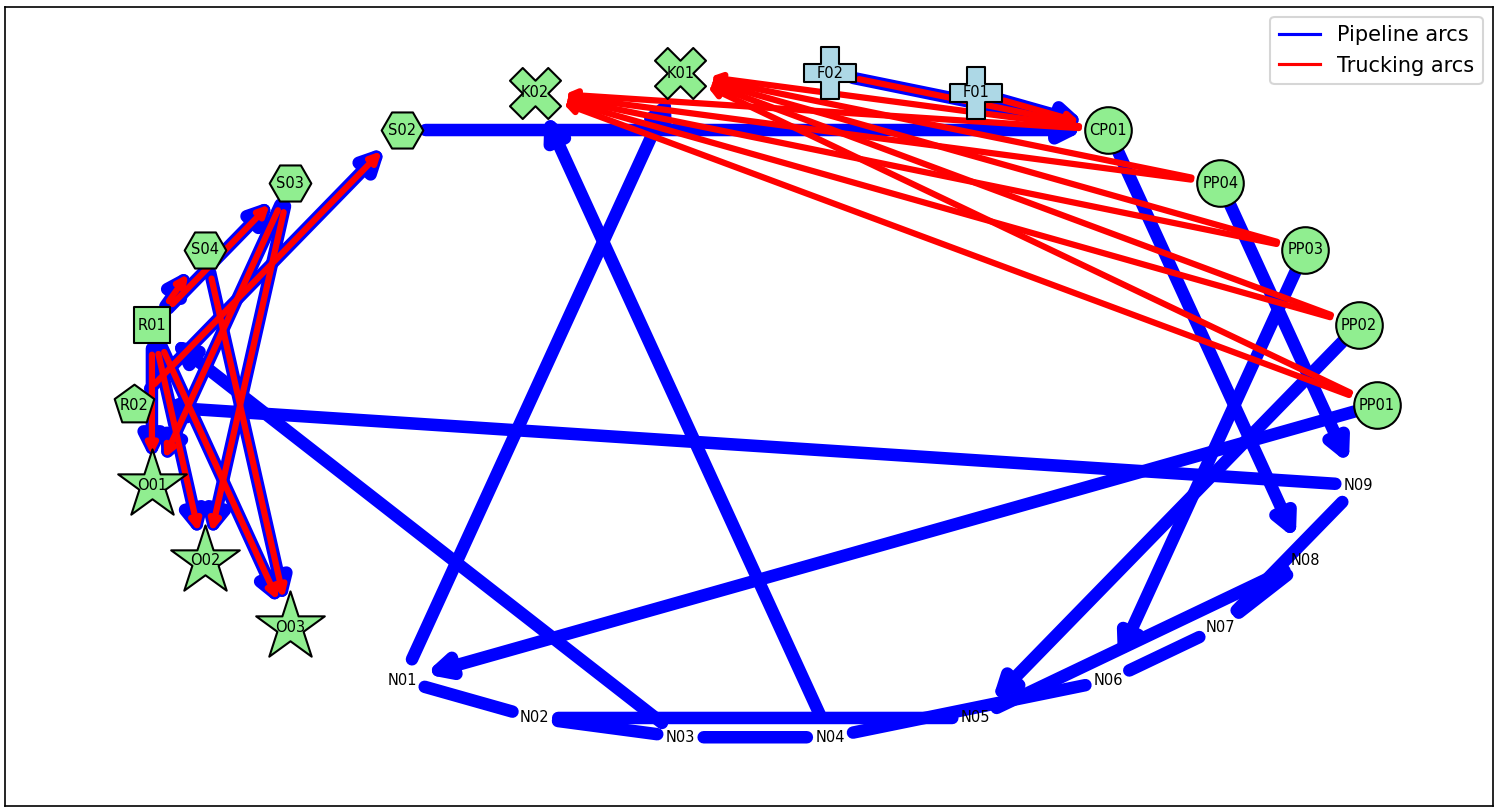 Pipeline arcs
Trucking arcs
K02
K01
F02
F01
S02
CP01
S03
PP04
S04
PP03
R01
PP02
R02
PP01
O01
N09
O02
N08
O03
N07
N01
N06
N02
N05
N03
N04